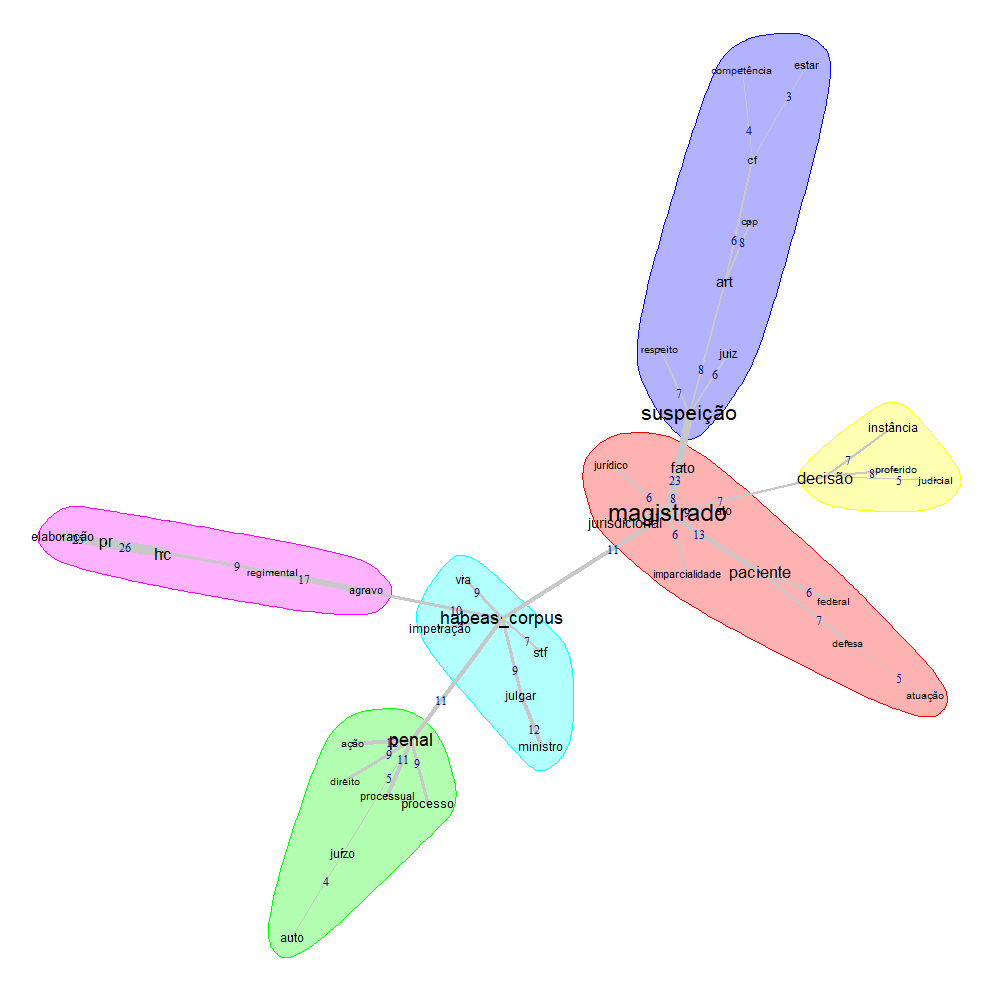 competência
estar
3
4
cf
cpp
6
8
art
respeito
juiz
8
6
7
suspeição
instância
jurídico
fato
7
proferido
8
decisão
5
judicial
23
6
8
7
magistrado
jurisdicional
6
13
11
imparcialidade
paciente
6
federal
7
defesa
5
atuação
elaboração
pr
26
hc
9
regimental
17
agravo
via
9
10
habeas_corpus
impetração
7
stf
9
julgar
12
ministro
11
penal
ação
9
11
9
direito
5
processual
processo
juízo
4
auto